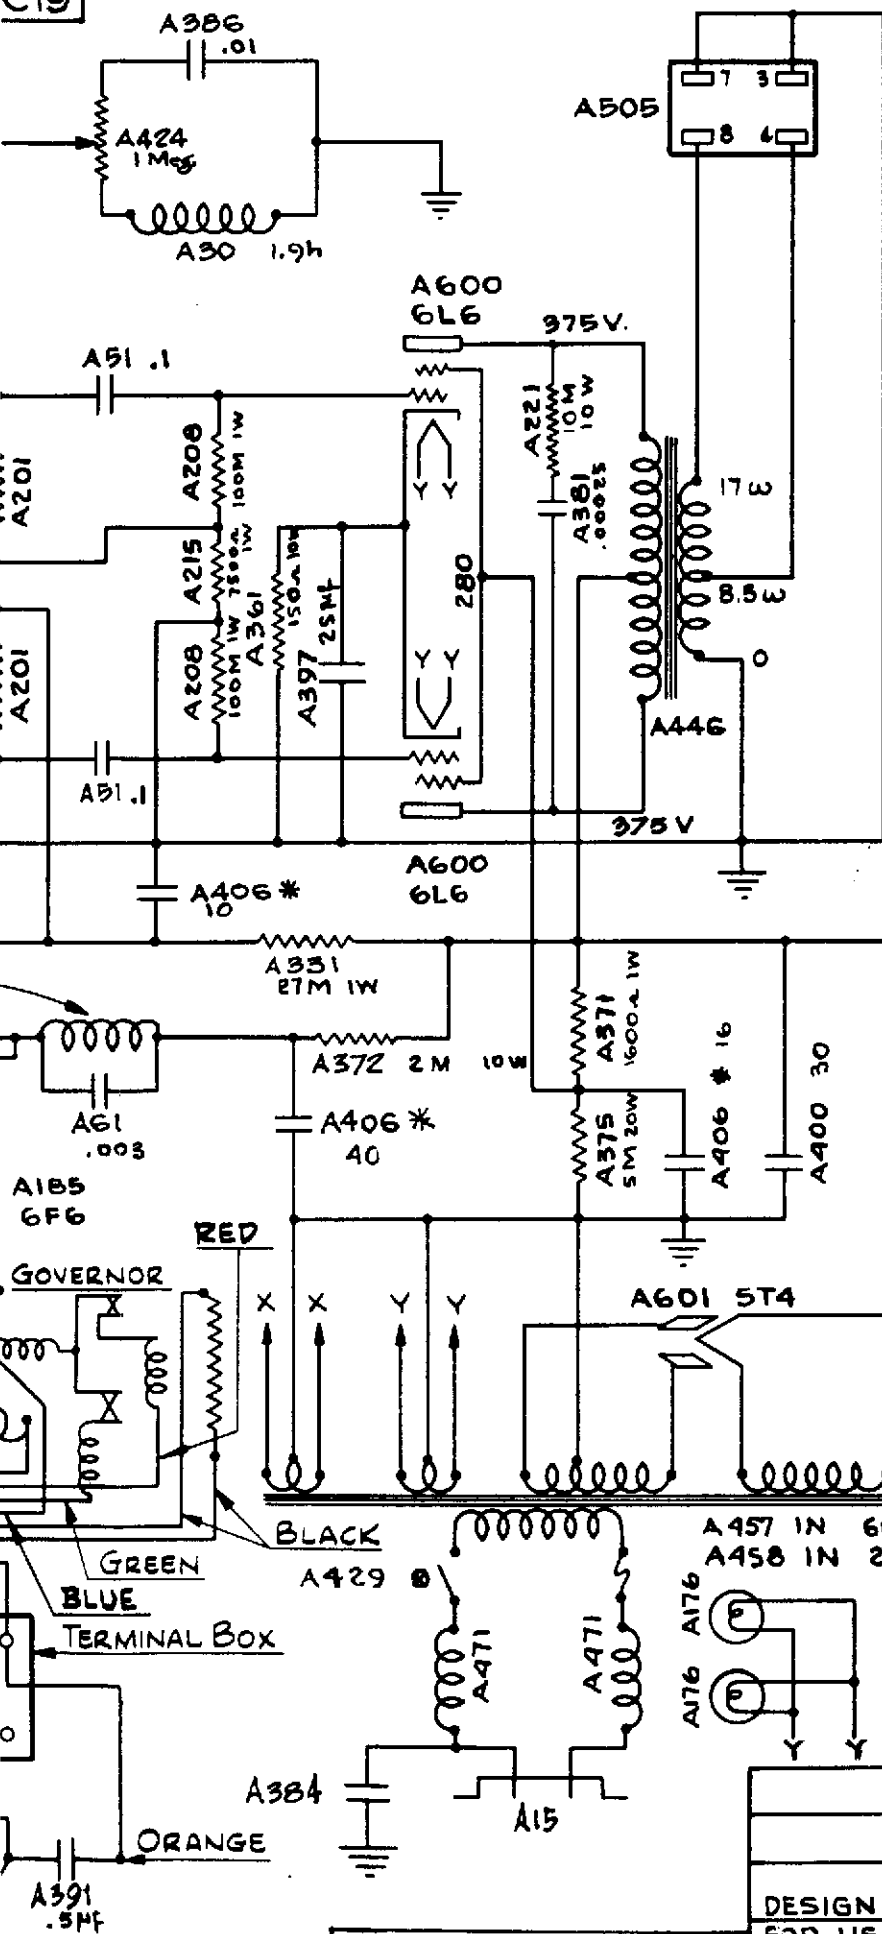 C19
A386
.01
A424
1 Meg
A30 1.9h
A505
7 3
8 4
A600
6L6
375V.
A51 .1
A201
A208
100M 1W
A215
7500Ω
1W
A208
100M 1W
A361
150Ω 10W
A397
25Mf
280
A221
10M
10W
A381
.00025
17 ω
8.5 ω
0
A446
A201
A51 .1
375 V
A600
6L6
A406 *
10
A331
27M 1W
A372 2M 10W
A371
1600Ω 1W
A375
5M 20W
A406 * 16
A400 30
A61
.003
A406 *
40
A185
6F6
RED
GOVERNOR
X X Y Y
A601 5T4
Y Y
Y Y
BLACK
GREEN
BLUE
TERMINAL BOX
A429
A471
A471
A457 IN 6
A458 IN 2
A176
A176
Y Y
A384
A15
ORANGE
A391
.5Mf
DESIGN